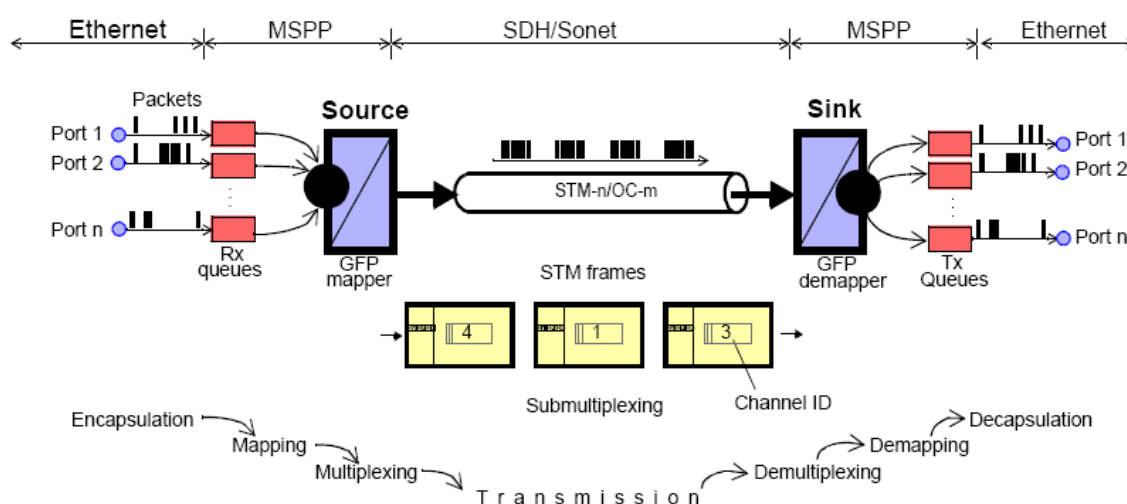 Ethernet MSPP SDH/Sonet MSPP Ethernet
Packets
Source
Sink
Port 1
Port 2
Port n
STM-n/OC-m
Port 1
Port 2
Port n
Rx
queues
GFP
mapper
STM frames
GFP
demapper
Tx
Queues
4
1
3
Submultiplexing
Channel ID
Encapsulation
Mapping
Multiplexing
Transmission
Demultiplexing
Demapping
Decapsulation